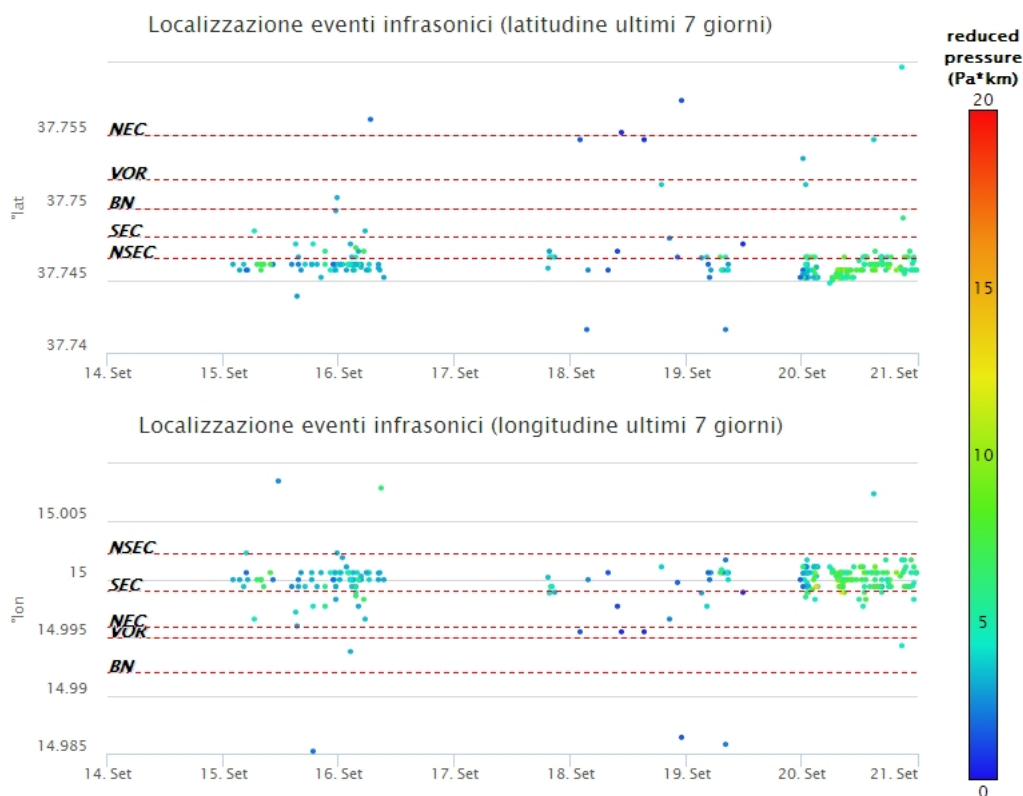 Localizzazione eventi infrasonici (latitudine ultimi 7 giorni)
reduced
pressure
(Pa*km)
20
15
10
5
0
37.755
37.75
37.745
37.74
°lat
NEC
VOR
BN
SEC
NSEC
14. Set 15. Set 16. Set 17. Set 18. Set 19. Set 20. Set 21. Set
Localizzazione eventi infrasonici (longitudine ultimi 7 giorni)
15.005
15
14.995
14.99
14.985
°lon
NSEC
SEC
NEC
VOR
BN
14. Set 15. Set 16. Set 17. Set 18. Set 19. Set 20. Set 21. Set